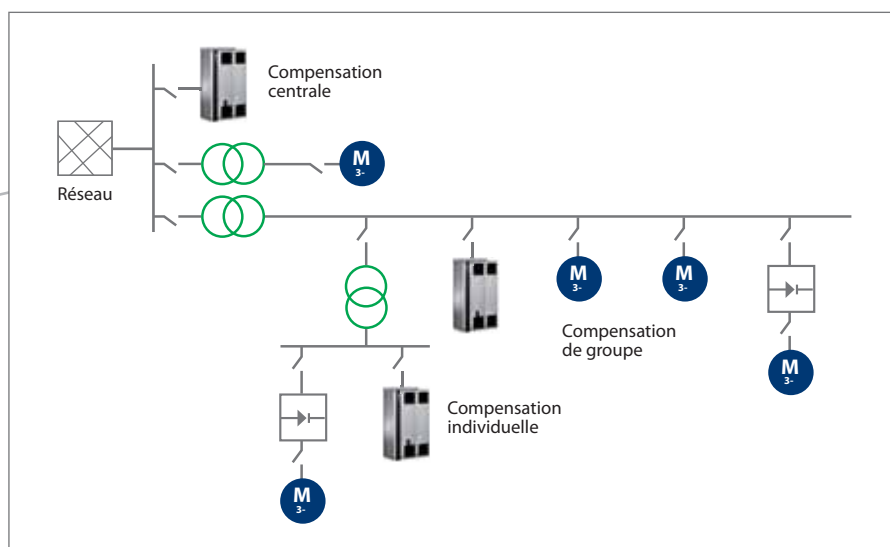 Compensation
centrale
Réseau
M
3-
M
3-
M
3-
Compensation
de groupe
M
3-
Compensation
individuelle
M
3-